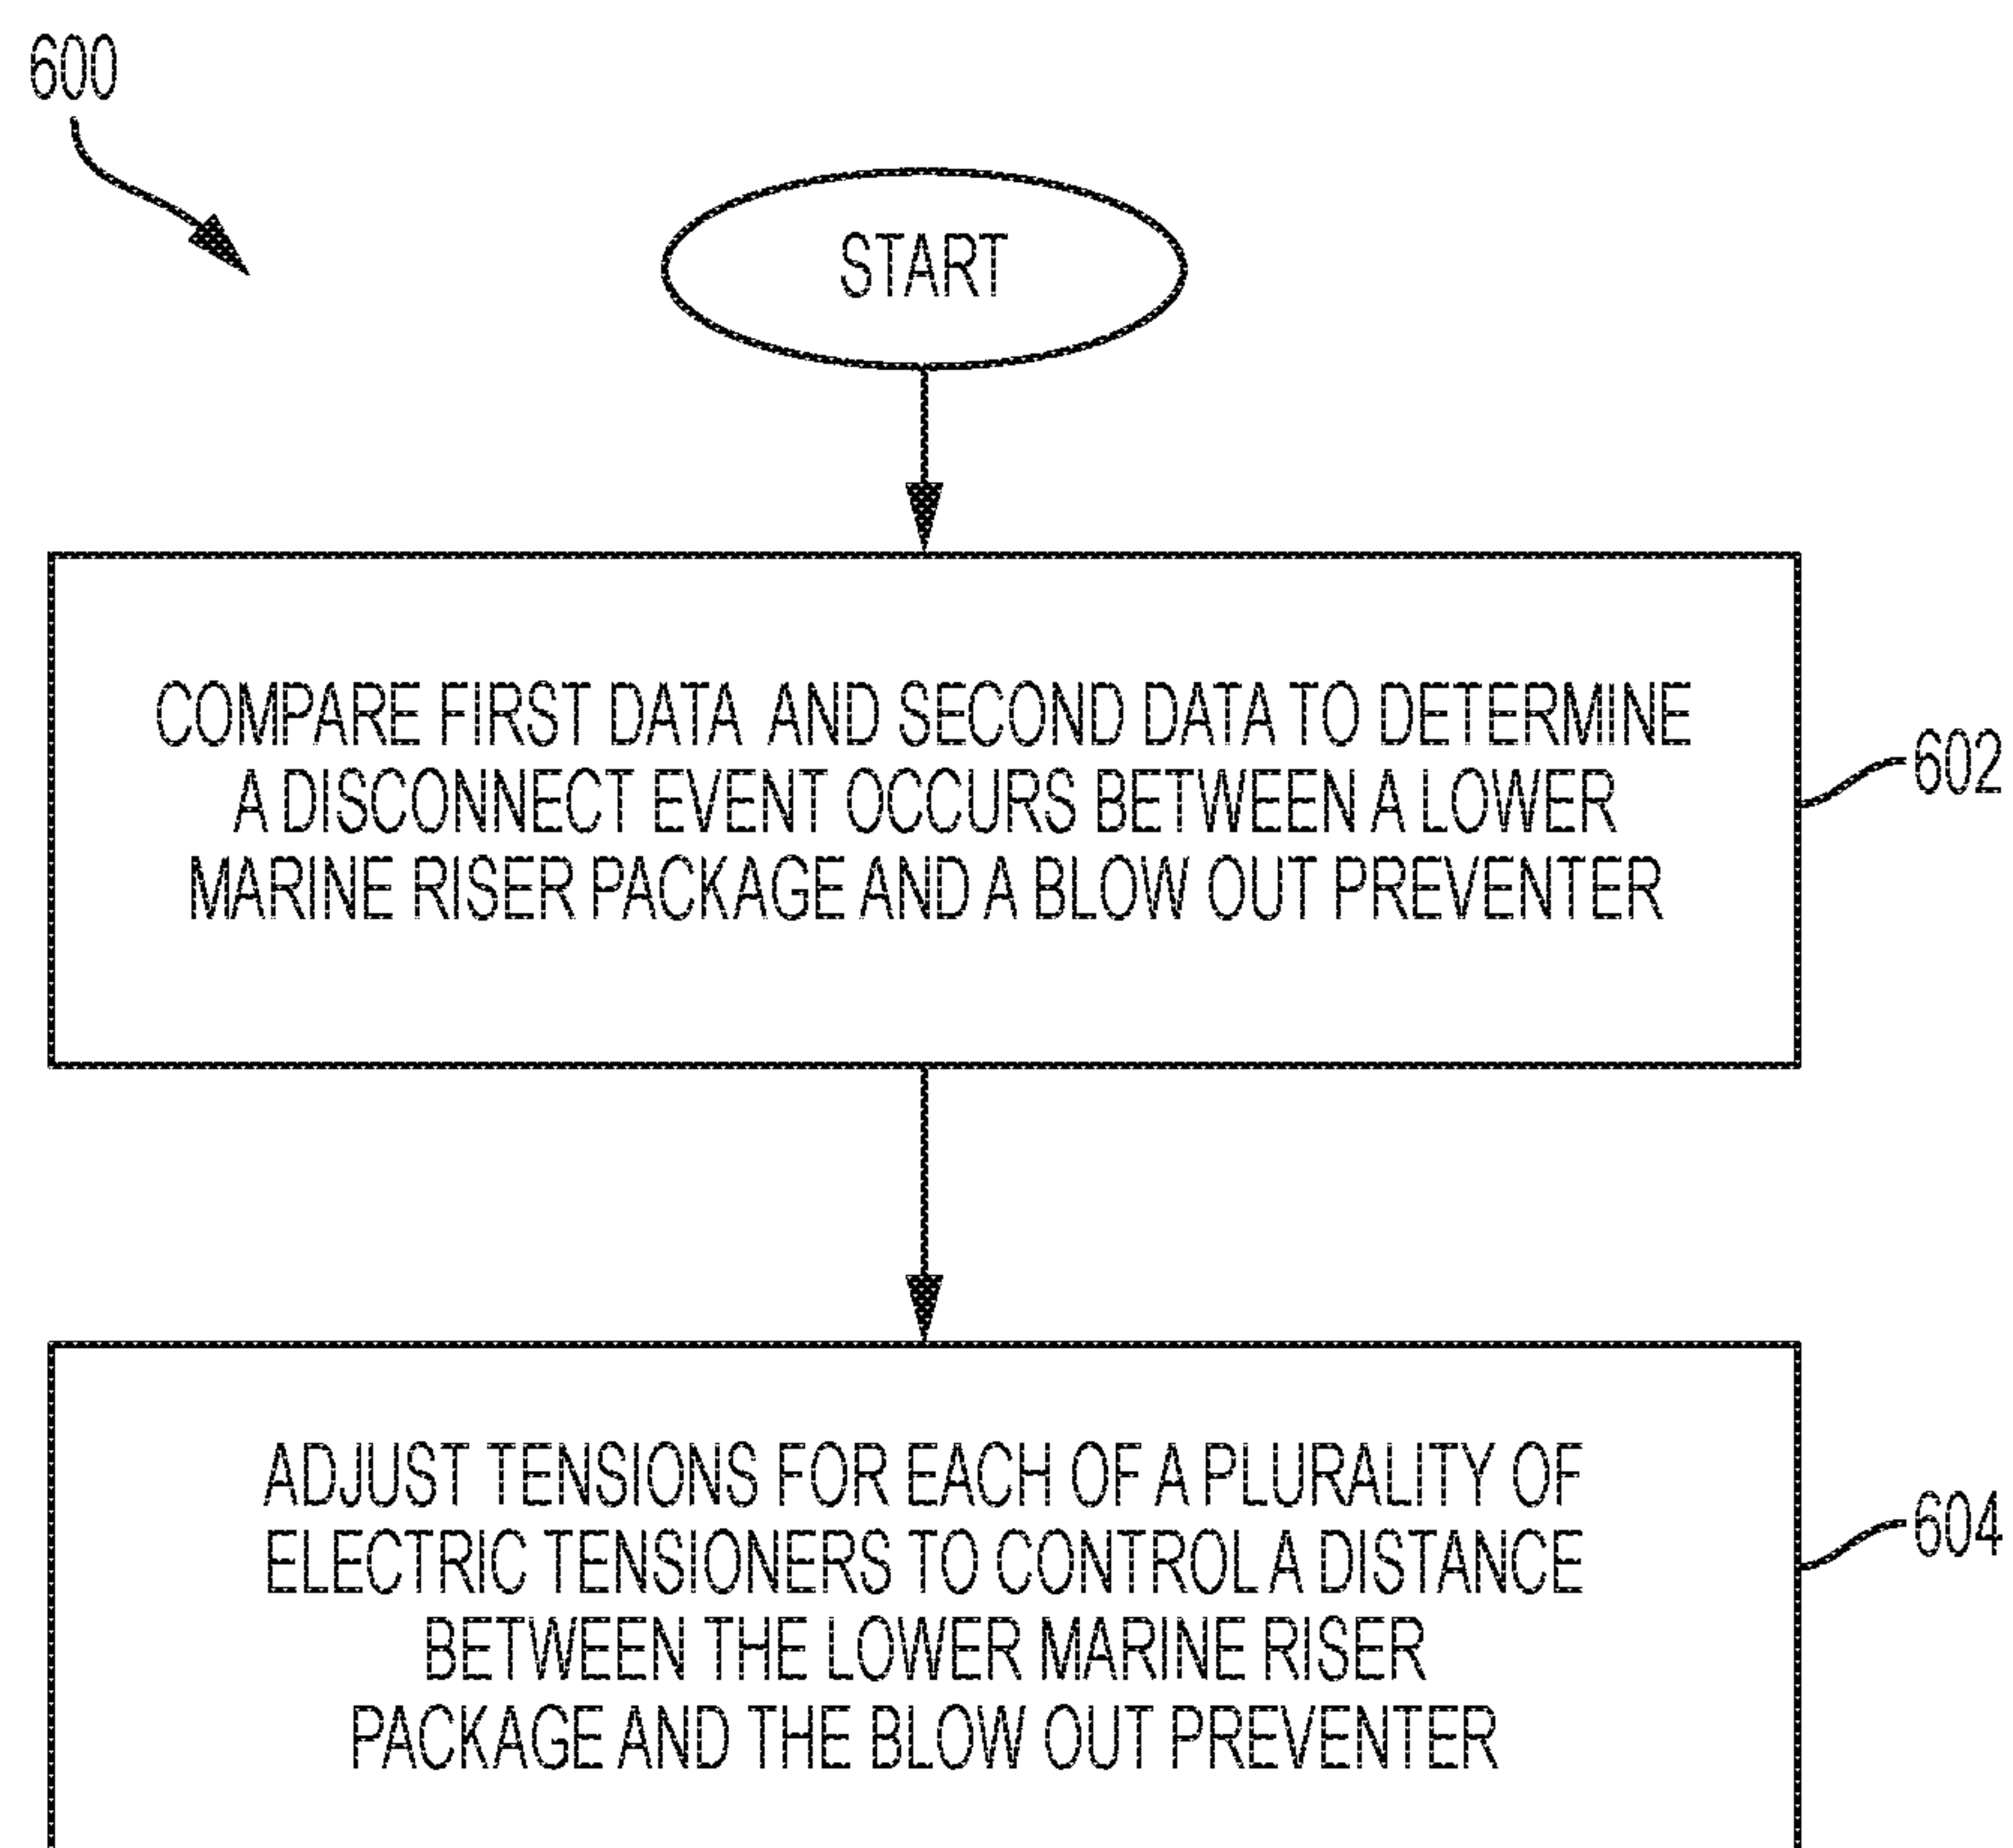 600
START
COMPARE FIRST DATA AND SECOND DATA TO DETERMINE
A DISCONNECT EVENT OCCURS BETWEEN A LOWER
MARINE RISER PACKAGE AND A BLOW OUT PREVENTER
602
ADJUST TENSIONS FOR EACH OF A PLURALITY OF
ELECTRIC TENSIONERS TO CONTROL A DISTANCE
BETWEEN THE LOWER MARINE RISER
PACKAGE AND THE BLOW OUT PREVENTER
604